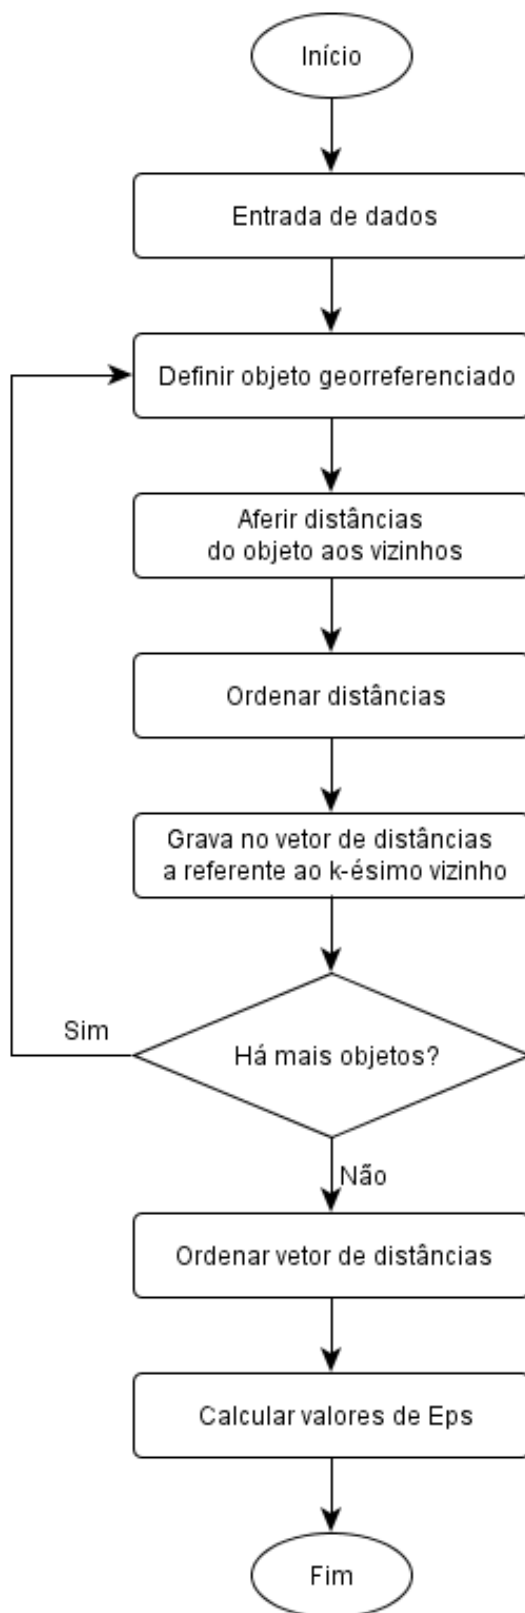 Início
Entrada de dados
Definir objeto georreferenciado
Aferir distâncias
do objeto aos vizinhos
Ordenar distâncias
Grava no vetor de distâncias
a referente ao k-ésimo vizinho
Há mais objetos?
Sim
Não
Ordenar vetor de distâncias
Calcular valores de Eps
Fim